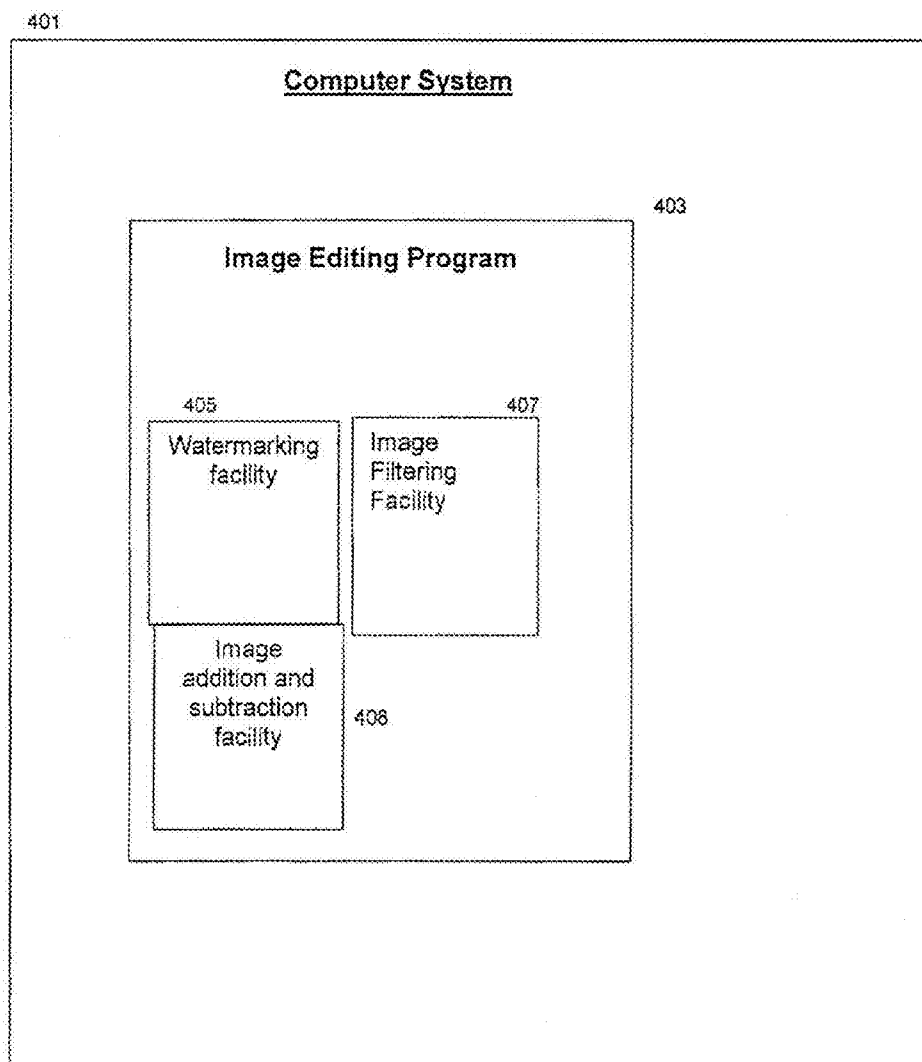 401
Computer System
403
Image Editing Program
405
407
Watermarking
facility
Image
Filtering
Facility
Image
addition and
subtraction
facility
408